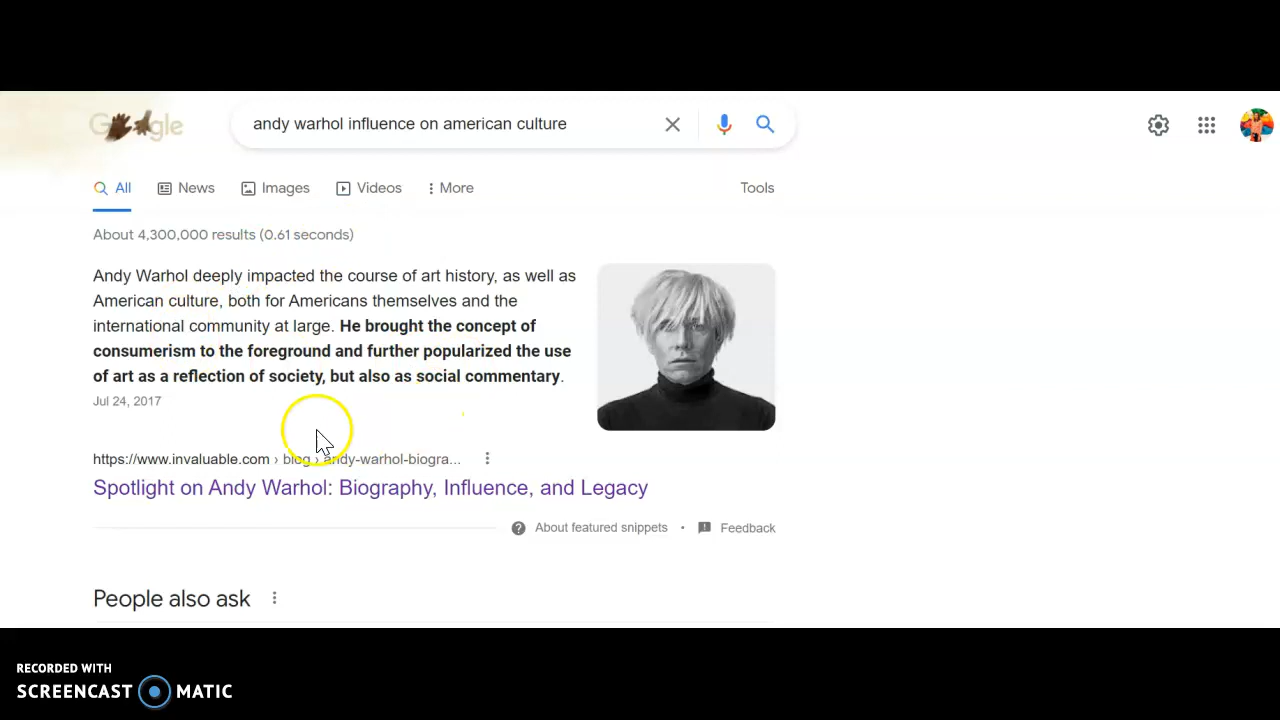 Google
andy warhol influence on american culture
All News Images Videos More Tools
About 4,300,000 results (0.61 seconds)
Andy Warhol deeply impacted the course of art history, as well as
American culture, both for Americans themselves and the
international community at large. He brought the concept of
consumerism to the foreground and further popularized the use
of art as a reflection of society, but also as social commentary.
Jul 24, 2017
https://www.invaluable.com › blog › andy-warhol-biogra...
Spotlight on Andy Warhol: Biography, Influence, and Legacy
About featured snippets • Feedback
People also ask
RECORDED WITH
SCREENCAST MATIC